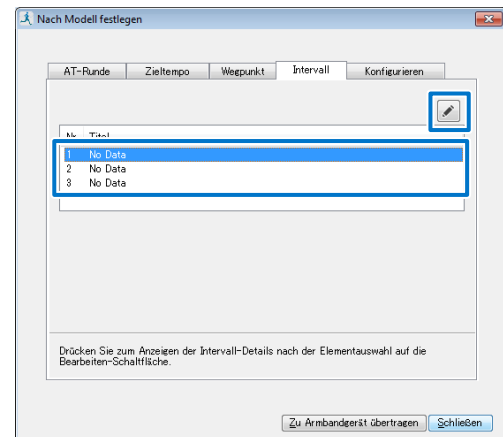 Nach Modell festlegen
AT-Runde Zieltempo Wegpunkt Intervall Konfigurieren
Nr. Titel
1 No Data
2 No Data
3 No Data
Drücken Sie zum Anzeigen der Intervall-Details nach der Elementauswahl auf die
Bearbeiten-Schaltfläche.
Zu Armbandgerät übertragen Schließen